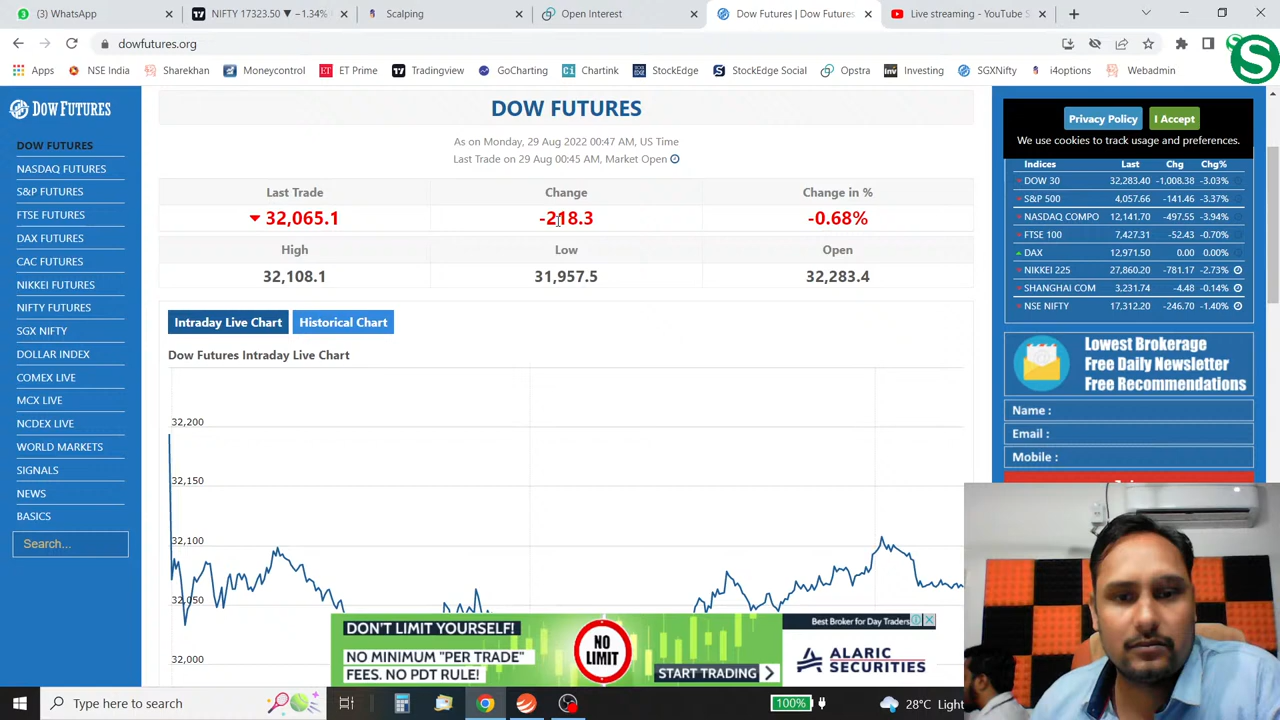 (3) WhatsApp
NIFTY 17323.50 ▼ −1.34%
Scalping
Open Interest
Dow Futures | Dow Futures
Live streaming - YouTube S
dowfutures.org
Apps
NSE India
Sharekhan
Moneycontrol
ET Prime
Tradingview
GoCharting
Chartink
StockEdge
StockEdge Social
Opstra
Investing
SGXNifty
i4options
Webadmin
DOW FUTURES
DOW FUTURES
NASDAQ FUTURES
S&P FUTURES
FTSE FUTURES
DAX FUTURES
CAC FUTURES
NIKKEI FUTURES
NIFTY FUTURES
SGX NIFTY
DOLLAR INDEX
COMEX LIVE
MCX LIVE
NCDEX LIVE
WORLD MARKETS
SIGNALS
NEWS
BASICS
Search...
DOW FUTURES
As on Monday, 29 Aug 2022 00:47 AM, US Time
Last Trade on 29 Aug 00:45 AM, Market Open
Last Trade Change Change in %
32,065.1 -218.3 -0.68%
High Low Open
32,108.1 31,957.5 32,283.4
Intraday Live Chart Historical Chart
Dow Futures Intraday Live Chart
32,200
32,150
32,100
32,050
32,000
DON'T LIMIT YOURSELF!
NO MINIMUM "PER TRADE"
FEES. NO PDT RULE!
NO
LIMIT
START TRADING
Best Broker for Day Traders
ALARIC
SECURITIES
Privacy Policy I Accept
We use cookies to track usage and preferences.
Indices Last Chg Chg%
DOW 30 32,283.40 -1,008.38 -3.03%
S&P 500 4,057.66 -141.46 -3.37%
NASDAQ COMPO 12,141.70 -497.55 -3.94%
FTSE 100 7,427.31 -52.43 -0.70%
DAX 12,971.50 0.00 0.00%
NIKKEI 225 27,860.20 -781.17 -2.73%
SHANGHAI COM 3,231.74 -4.48 -0.14%
NSE NIFTY 17,312.20 -246.70 -1.40%
Lowest Brokerage
Free Daily Newsletter
Free Recommendations
Name :
Email :
Mobile :
Type here to search
100%
28°C Light